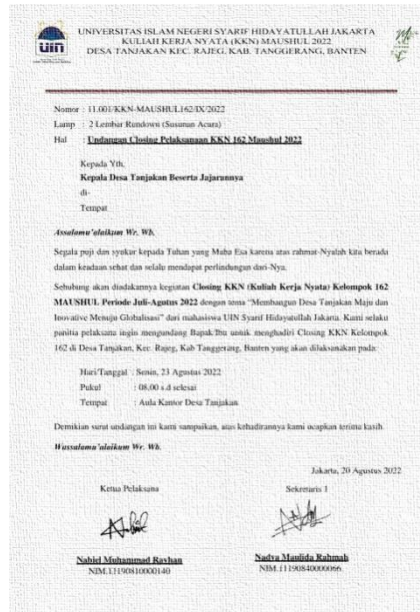 UNIVERSITAS ISLAM NEGERI SYARIF HIDAYATULLAH JAKARTA
KULIAH KERJA NYATA (KKN) MAUSHUL 2022
DESA TANJAKAN KEC. RAJEG, KAB. TANGGERANG, BANTEN
UIN
Nomor : 11.001/KKN-MAUSHUL162/IX/2022
Lamp : 2 Lembar Rundown (Susunan Acara)
Hal : Undangan Closing Pelaksanaan KKN 162 Maushul 2022
Kepada Yth,
Kepala Desa Tanjakan Beserta Jajarannya
di-
Tempat
Assalamu'alaikum Wr. Wb.
Segala puji dan syukur kepada Tuhan yang Maha Esa karena atas rahmat-Nyalah kita berada
dalam keadaan sehat dan selalu mendapat perlindungan dari-Nya.
Sehubung akan diadakannya kegiatan Closing KKN (Kuliah Kerja Nyata) Kelompok 162
MAUSHUL Periode Juli-Agutus 2022 dengan tema "Membangun Desa Tanjakan Maju dan
Inovative Menuju Globalisasi" dari mahasiswa UIN Syarif Hidayatullah Jakarta. Kami selaku
panitia pelaksana ingin mengundang Bapak/Ibu untuk menghadiri Closing KKN Kelompok
162 di Desa Tanjakan, Kec. Rajeg, Kab Tanggerang, Banten yang akan dilaksanakan pada:
Hari/Tanggal : Senin, 23 Agustus 2022
Pukul : 08.00 s.d selesai
Tempat : Aula Kantor Desa Tanjakan
Demikian surat undangan ini kami sampaikan, atas kehadirannya kami ucapkan terima kasih.
Wassalamu'alaikum Wr. Wb.
Jakarta, 20 Agustus 2022
Ketua Pelaksana Sekretaris 1
Nabiel Muhammad Rayhan Nadya Maulida Rahmah
NIM.11190810000140 NIM.11190840000066